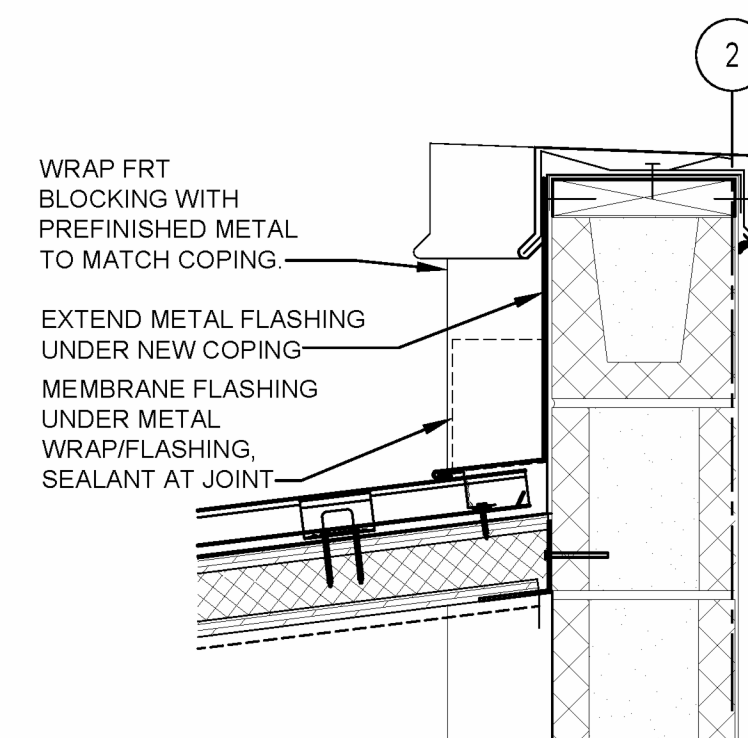 2
WRAP FRT
BLOCKING WITH
PREFINISHED METAL
TO MATCH COPING.
EXTEND METAL FLASHING
UNDER NEW COPING
MEMBRANE FLASHING
UNDER METAL
WRAP/FLASHING,
SEALANT AT JOINT